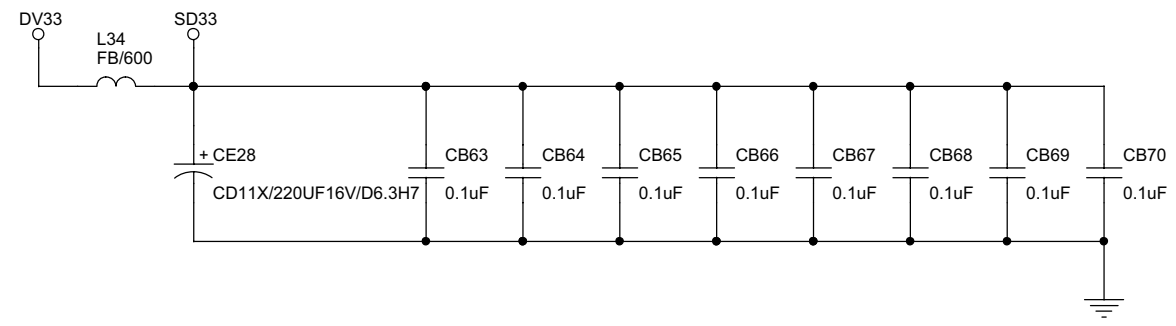 DV33
SD33
L34
FB/600
+ CE28
CD11X/220UF16V/D6.3H7
CB63
0.1uF
CB64
0.1uF
CB65
0.1uF
CB66
0.1uF
CB67
0.1uF
CB68
0.1uF
CB69
0.1uF
CB70
0.1uF